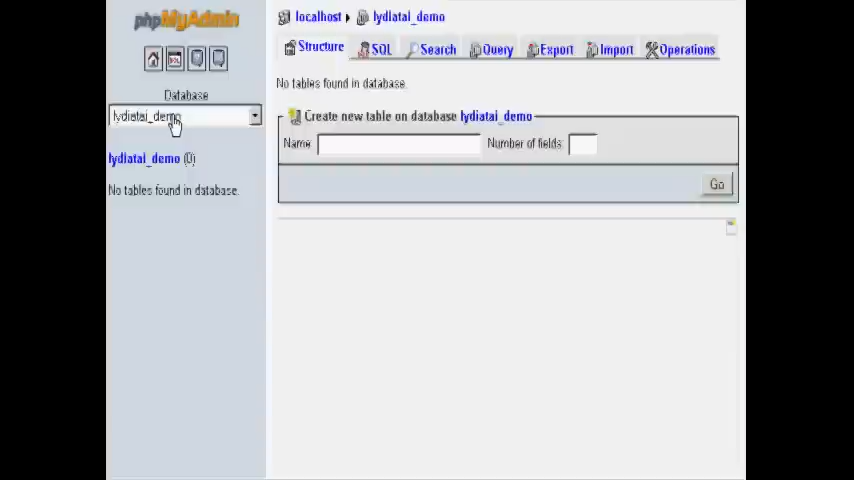 phpMyAdmin
SQL
Database
lydiatai_demo
lydiatai_demo (0)
No tables found in database.
localhost
lydiatai_demo
Structure
SQL
Search
Query
Export
Import
Operations
No tables found in database.
Create new table on database lydiatai_demo
Name:
Number of fields:
Go